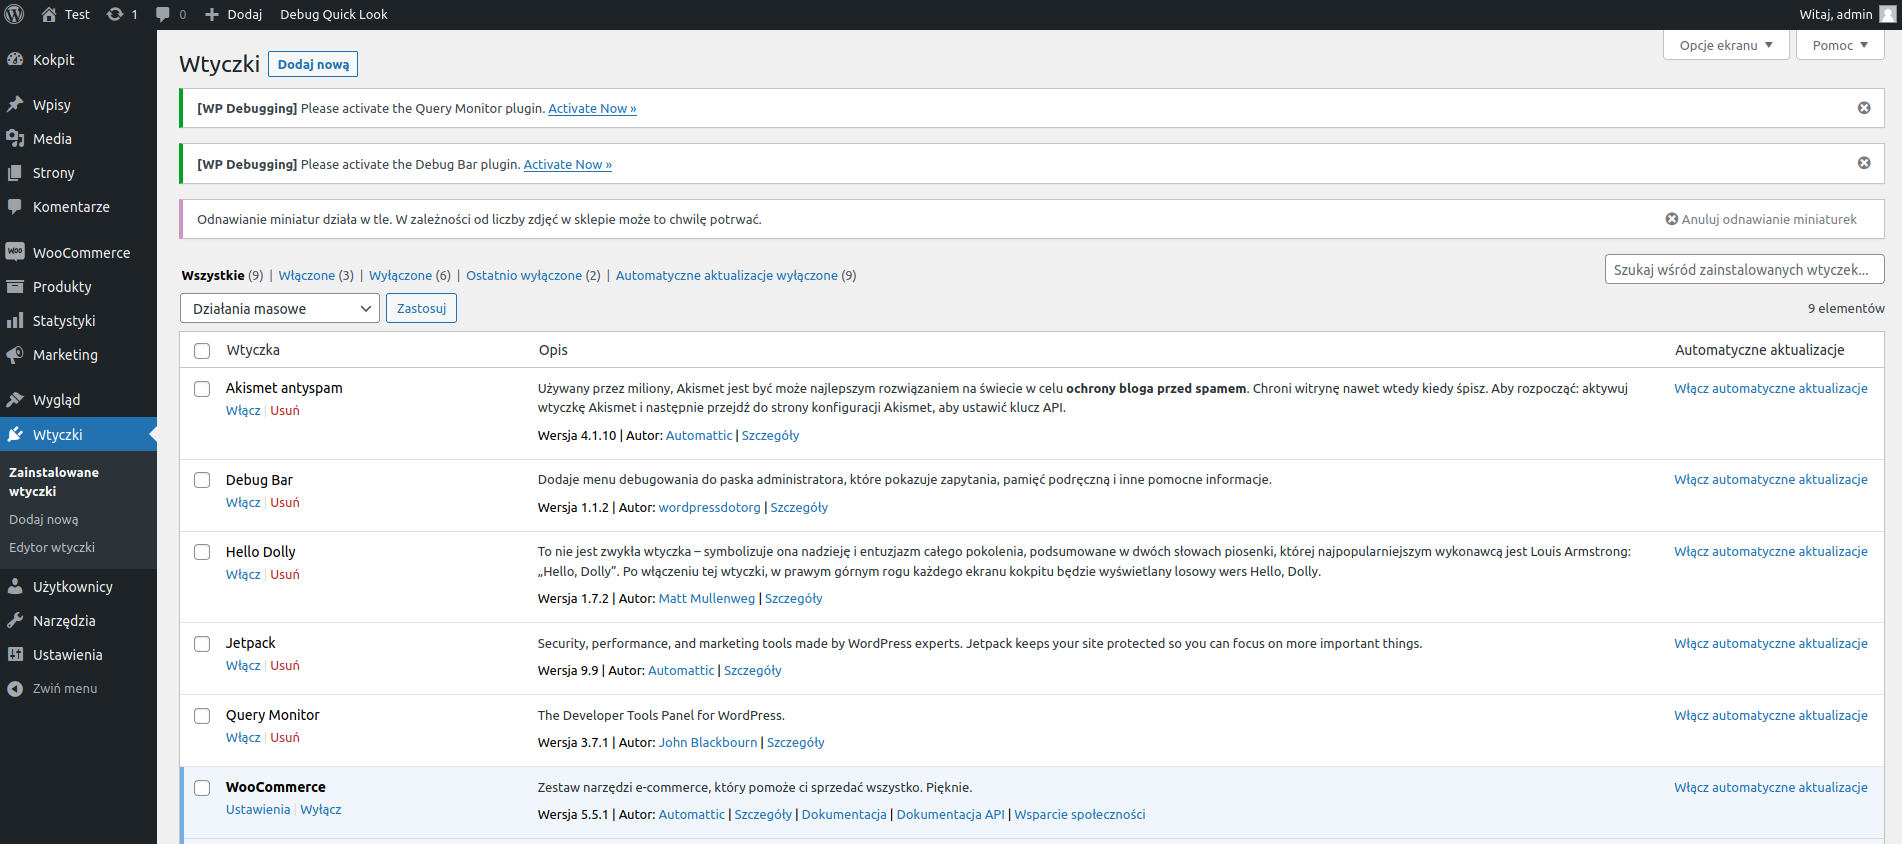 Test 1 0 Dodaj Debug Quick Look Witaj, admin
Kokpit
Wpisy
Media
Strony
Komentarze
WOO WooCommerce
Produkty
Statystyki
Marketing
Wygląd
Wtyczki
Zainstalowane
wtyczki
Dodaj nową
Edytor wtyczki
Użytkownicy
Narzędzia
Ustawienia
Zwiń menu
Opcje ekranu Pomoc
Wtyczki Dodaj nową
[WP Debugging] Please activate the Query Monitor plugin. Activate Now »
[WP Debugging] Please activate the Debug Bar plugin. Activate Now »
Odnawianie miniatur działa w tle. W zależności od liczby zdjęć w sklepie może to chwilę potrwać. Anuluj odnawianie miniaturek
Wszystkie (9) | Włączone (3) | Wyłączone (6) | Ostatnio wyłączone (2) | Automatyczne aktualizacje wyłączone (9)
Szukaj wśród zainstalowanych wtyczek...
Działania masowe Zastosuj 9 elementów
Wtyczka Opis Automatyczne aktualizacje
Akismet antyspam
Włącz | Usuń
Używany przez miliony, Akismet jest być może najlepszym rozwiązaniem na świecie w celu ochrony bloga przed spamem. Chroni witrynę nawet wtedy kiedy śpisz. Aby rozpocząć: aktywuj
wtyczkę Akismet i następnie przejdź do strony konfiguracji Akismet, aby ustawić klucz API.
Wersja 4.1.10 | Autor: Automattic | Szczegóły
Włącz automatyczne aktualizacje
Debug Bar
Włącz | Usuń
Dodaje menu debugowania do paska administratora, które pokazuje zapytania, pamięć podręczną i inne pomocne informacje.
Wersja 1.1.2 | Autor: wordpressdotorg | Szczegóły
Włącz automatyczne aktualizacje
Hello Dolly
Włącz | Usuń
To nie jest zwykła wtyczka – symbolizuje ona nadzieję i entuzjazm całego pokolenia, podsumowane w dwóch słowach piosenki, której najpopularniejszym wykonawcą jest Louis Armstrong:
„Hello, Dolly”. Po włączeniu tej wtyczki, w prawym górnym rogu każdego ekranu kokpitu będzie wyświetlany losowy wers Hello, Dolly.
Wersja 1.7.2 | Autor: Matt Mullenweg | Szczegóły
Włącz automatyczne aktualizacje
Jetpack
Włącz | Usuń
Security, performance, and marketing tools made by WordPress experts. Jetpack keeps your site protected so you can focus on more important things.
Wersja 9.9 | Autor: Automattic | Szczegóły
Włącz automatyczne aktualizacje
Query Monitor
Włącz | Usuń
The Developer Tools Panel for WordPress.
Wersja 3.7.1 | Autor: John Blackbourn | Szczegóły
Włącz automatyczne aktualizacje
WooCommerce
Ustawienia | Wyłącz
Zestaw narzędzi e-commerce, który pomoże ci sprzedać wszystko. Pięknie.
Wersja 5.5.1 | Autor: Automattic | Szczegóły | Dokumentacja | Dokumentacja API | Wsparcie społeczności
Włącz automatyczne aktualizacje